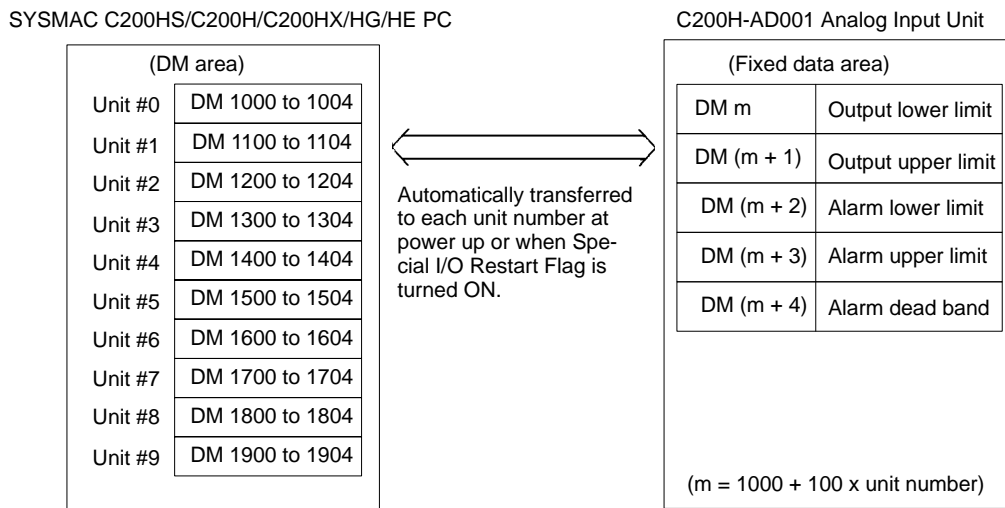 SYSMAC C200HS/C200H/C200HX/HG/HE PC
(DM area)
Unit #0 DM 1000 to 1004
Unit #1 DM 1100 to 1104
Unit #2 DM 1200 to 1204
Unit #3 DM 1300 to 1304
Unit #4 DM 1400 to 1404
Unit #5 DM 1500 to 1504
Unit #6 DM 1600 to 1604
Unit #7 DM 1700 to 1704
Unit #8 DM 1800 to 1804
Unit #9 DM 1900 to 1904
Automatically transferred
to each unit number at
power up or when Spe-
cial I/O Restart Flag is
turned ON.
C200H-AD001 Analog Input Unit
(Fixed data area)
DM m Output lower limit
DM (m + 1) Output upper limit
DM (m + 2) Alarm lower limit
DM (m + 3) Alarm upper limit
DM (m + 4) Alarm dead band
(m = 1000 + 100 x unit number)